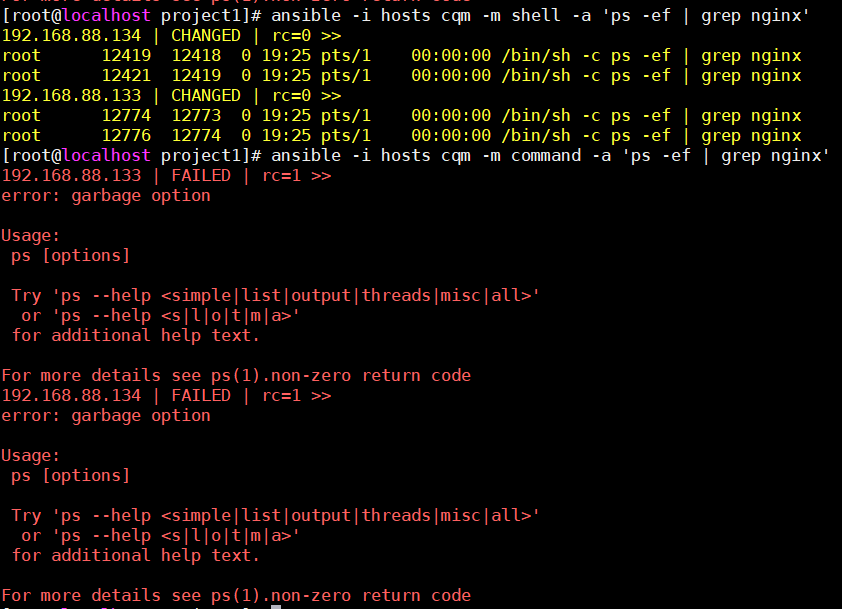 [root@localhost project1]# ansible -i hosts cqm -m shell -a 'ps -ef | grep nginx'
192.168.88.134 | CHANGED | rc=0 >>
root      12419  12418  0 19:25 pts/1    00:00:00 /bin/sh -c ps -ef | grep nginx
root      12421  12419  0 19:25 pts/1    00:00:00 /bin/sh -c ps -ef | grep nginx
192.168.88.133 | CHANGED | rc=0 >>
root      12774  12773  0 19:25 pts/1    00:00:00 /bin/sh -c ps -ef | grep nginx
root      12776  12774  0 19:25 pts/1    00:00:00 /bin/sh -c ps -ef | grep nginx
[root@localhost project1]# ansible -i hosts cqm -m command -a 'ps -ef | grep nginx'
192.168.88.133 | FAILED | rc=1 >>
error: garbage option

Usage:
 ps [options]

 Try 'ps --help <simple|list|output|threads|misc|all>'
  or 'ps --help <s|l|o|t|m|a>'
 for additional help text.

For more details see ps(1).non-zero return code
192.168.88.134 | FAILED | rc=1 >>
error: garbage option

Usage:
 ps [options]

 Try 'ps --help <simple|list|output|threads|misc|all>'
  or 'ps --help <s|l|o|t|m|a>'
 for additional help text.

For more details see ps(1).non-zero return code